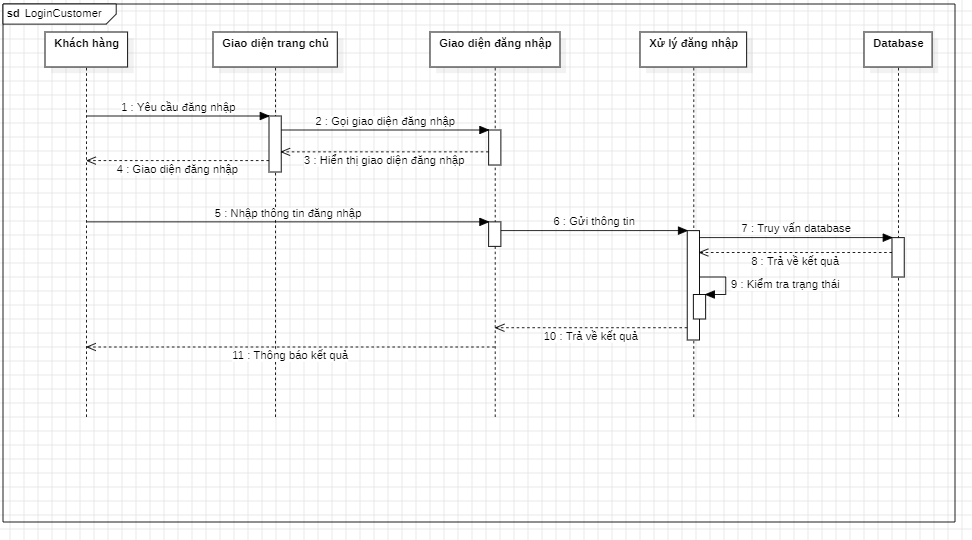 sd LoginCustomer
Khách hàng
Giao diện trang chủ
Giao diện đăng nhập
Xử lý đăng nhập
Database
1 : Yêu cầu đăng nhập
2 : Gọi giao diện đăng nhập
3 : Hiển thị giao diện đăng nhập
4 : Giao diện đăng nhập
5 : Nhập thông tin đăng nhập
6 : Gửi thông tin
7 : Truy vấn database
8 : Trả về kết quả
9 : Kiểm tra trạng thái
10 : Trả về kết quả
11 : Thông báo kết quả